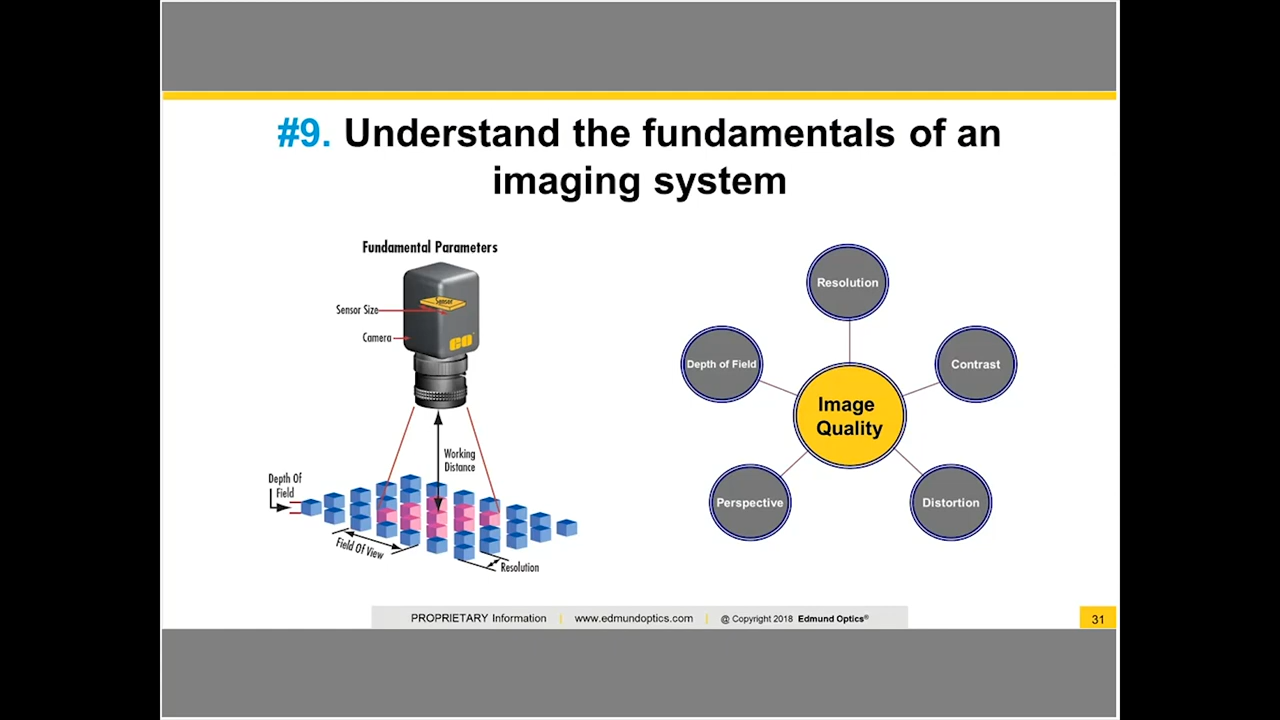 #9. Understand the fundamentals of an
imaging system
Fundamental Parameters
Sensor
Sensor Size
Camera
EO
Working
Distance
Depth Of
Field
Field Of View
Resolution
Resolution
Depth of Field
Contrast
Image
Quality
Perspective
Distortion
PROPRIETARY Information | www.edmundoptics.com | @ Copyright 2018 Edmund Optics®
31